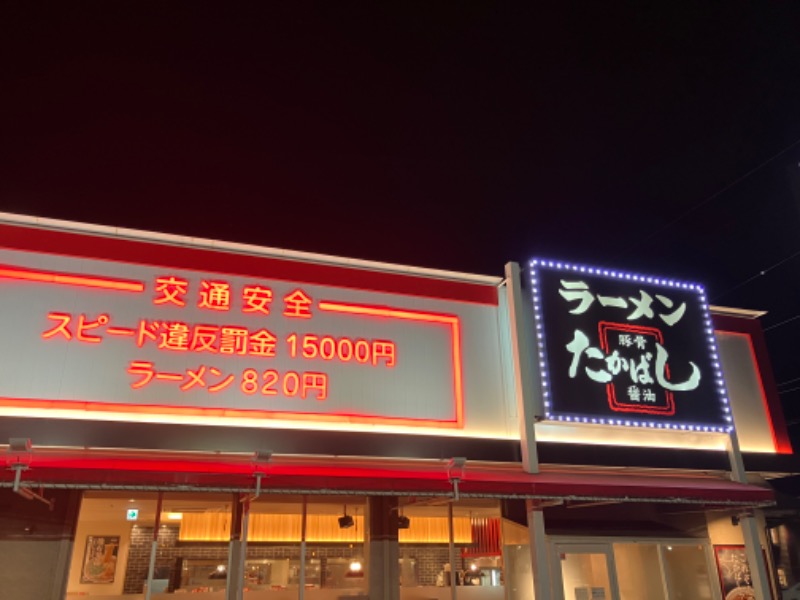 交通安全
スピード違反罰金 15000円
ラーメン 820円
ラーメン
豚骨
たかばし
醤油